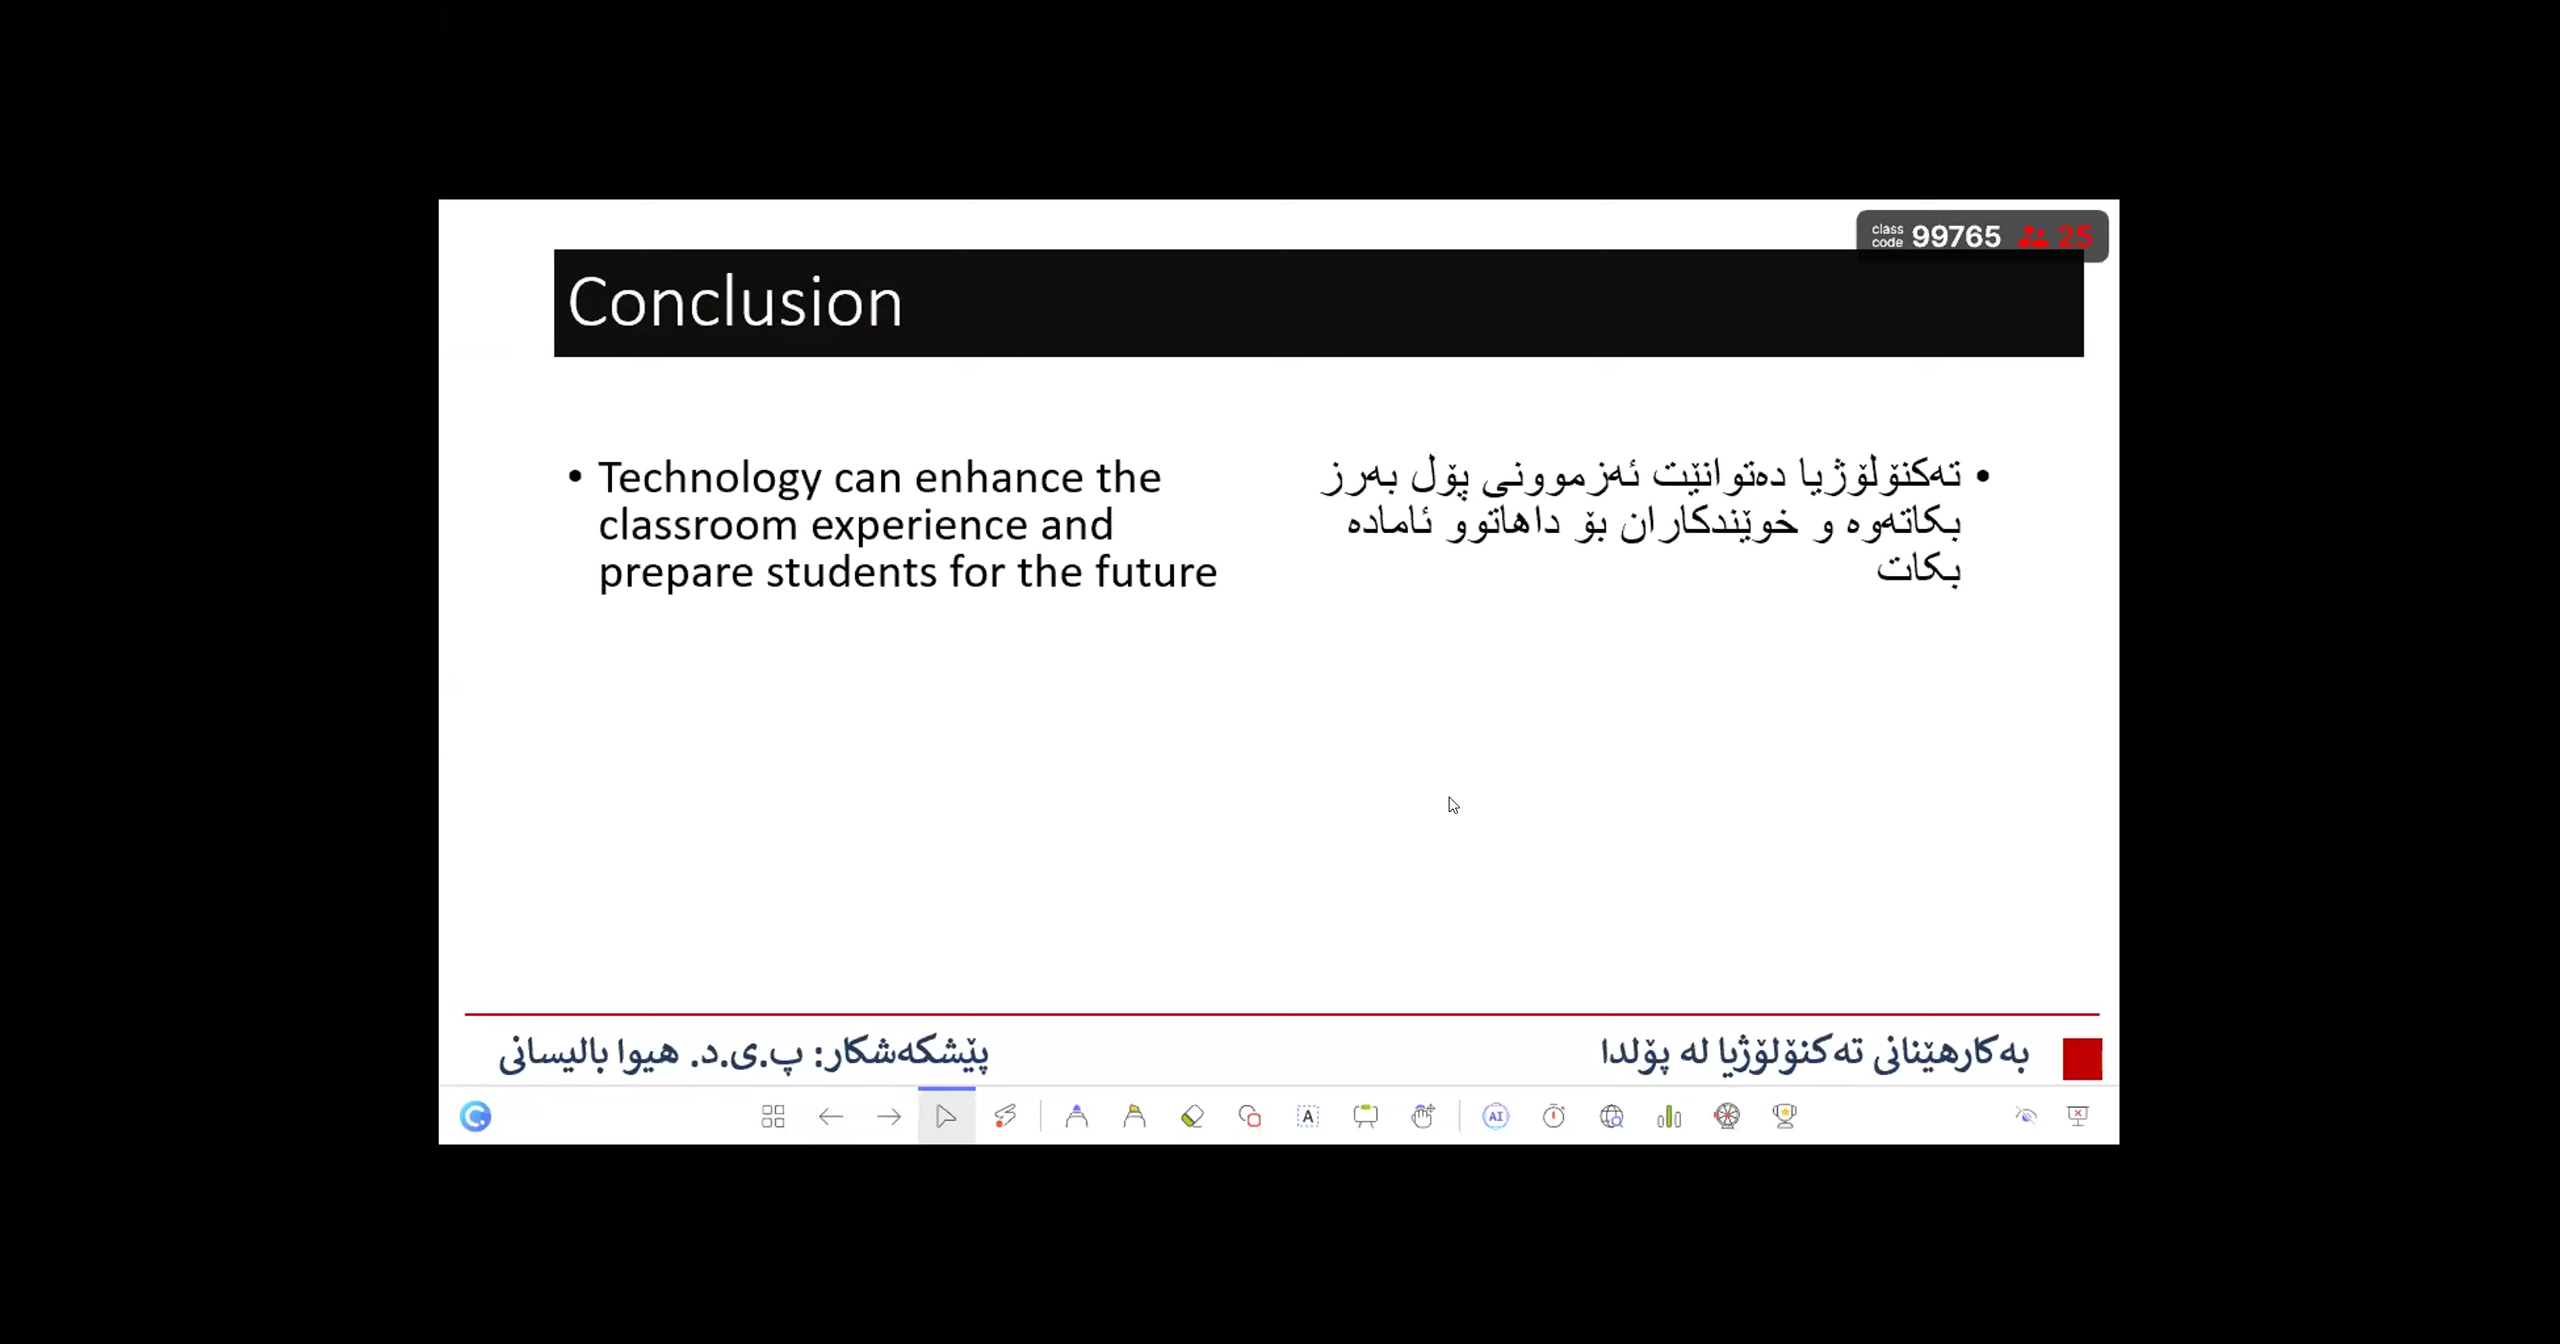 class
code 99765 25
Conclusion
• Technology can enhance the
classroom experience and
prepare students for the future
• تەکنۆلۆژیا دەتوانێت ئەزموونی پۆل بەرز
بکاتەوە و خوێندکاران بۆ داهاتوو ئامادە
بکات
بەکارهێنانی تەکنۆلۆژیا لە پۆلدا
پێشکەشکار: پ.ی.د. هیوا بالیسانی
A
AI